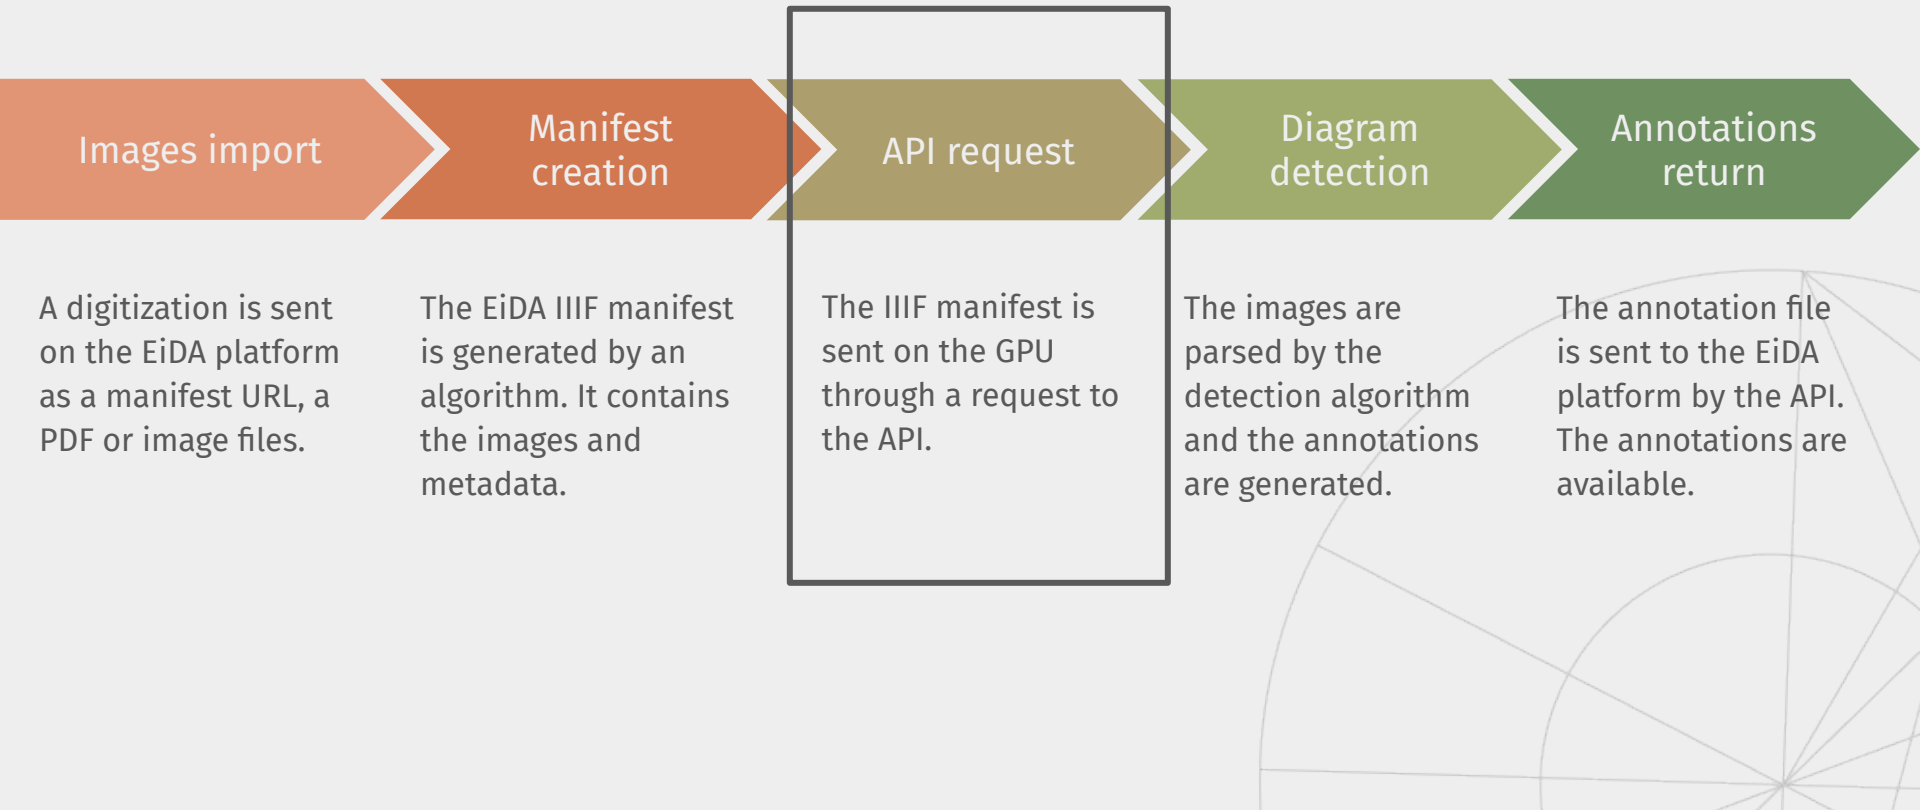 Images import
Manifest
creation
API request
Diagram
detection
Annotations
return
A digitization is sent
on the EiDA platform
as a manifest URL, a
PDF or image files.
The EiDA IIIF manifest
is generated by an
algorithm. It contains
the images and
metadata.
The IIIF manifest is
sent on the GPU
through a request to
the API.
The images are
parsed by the
detection algorithm
and the annotations
are generated.
The annotation file
is sent to the EiDA
platform by the API.
The annotations are
available.